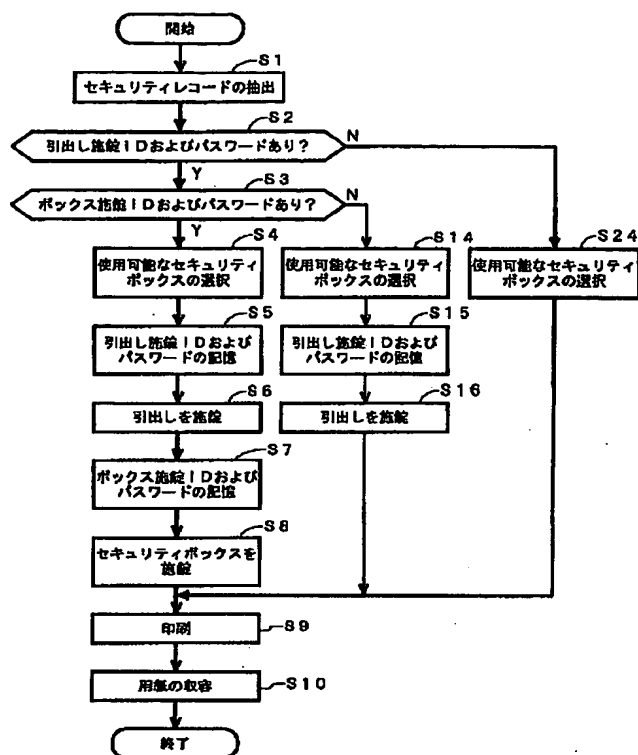 開始
S1
セキュリティレコードの抽出
S2
引出し施錠IDおよびパスワードあり?
N
Y
S3
ボックス施錠IDおよびパスワードあり?
N
Y
S4
使用可能なセキュリティ
ボックスの選択
S14
使用可能なセキュリティ
ボックスの選択
S24
使用可能なセキュリティ
ボックスの選択
S5
引出し施錠IDおよび
パスワードの記憶
S15
引出し施錠IDおよび
パスワードの記憶
S6
引出しを施錠
S16
引出しを施錠
S7
ボックス施錠IDおよび
パスワードの記憶
S8
セキュリティボックスを
施錠
S9
印刷
S10
用紙の収容
終了